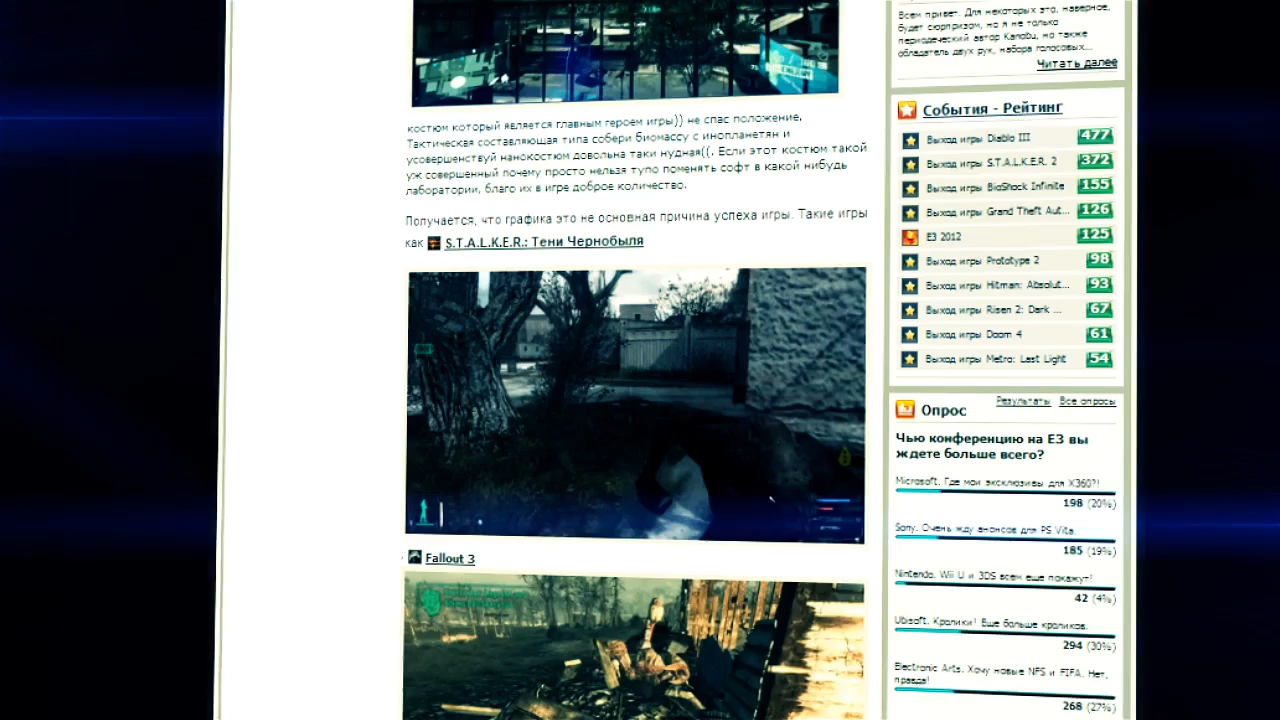 костюм который является главным героем игры)) не спас положение.
Тактическая составляющая типа собери биомассу с инопланетян и
усовершенствуй нанокостюм довольна таки нудная((. Если этот костюм такой
уж совершенный почему просто нельзя тупо поменять софт в какой нибудь
лаборатории, благо их в игре доброе количество.
Получается, что графика это не основная причина успеха игры. Такие игры
как S.T.A.L.K.E.R.: Тени Чернобыля
Fallout 3
Всем привет. Для некоторых это, наверное,
будет сюрпризом, но я не только
периодический автор Kanobu, но также
обладатель двух рук, набора голосовых...
Читать далее
События - Рейтинг
Выход игры Diablo III 477
Выход игры S.T.A.L.K.E.R. 2 372
Выход игры BioShock Infinite 155
Выход игры Grand Theft Aut... 126
E3 2012 125
Выход игры Prototype 2 98
Выход игры Hitman: Absolut... 93
Выход игры Risen 2: Dark ... 67
Выход игры Doom 4 61
Выход игры Metro: Last Light 54
Опрос Результаты Все опросы
Чью конференцию на E3 вы
ждете больше всего?
Microsoft. Где мои эксклюзивы для X360?!
198 (20%)
Sony. Очень жду анонсов для PS Vita.
185 (19%)
Nintendo. Wii U и 3DS всем еще покажут!
42 (4%)
Ubisoft. Кролики! Еще больше кроликов.
294 (30%)
Electronic Arts. Хочу новые NFS и FIFA. Нет,
правда!
268 (27%)